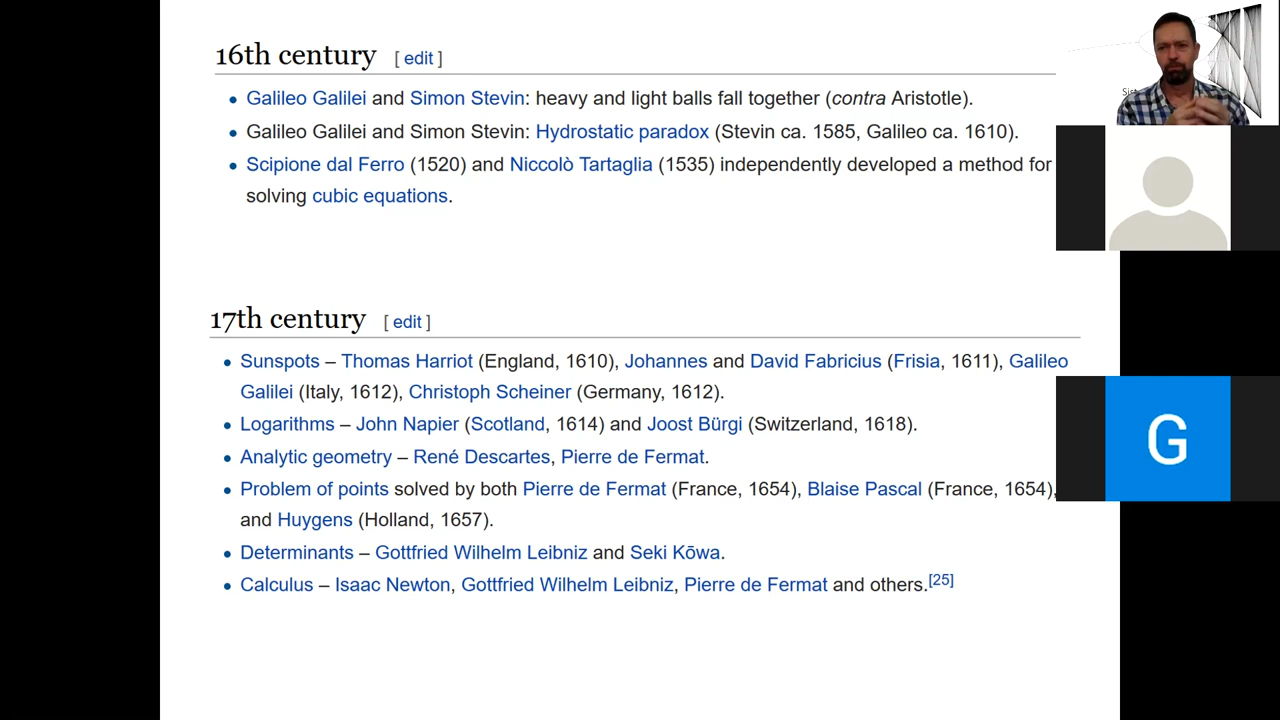 16th century [ edit ]
Galileo Galilei and Simon Stevin: heavy and light balls fall together (contra Aristotle).
Galileo Galilei and Simon Stevin: Hydrostatic paradox (Stevin ca. 1585, Galileo ca. 1610).
Scipione dal Ferro (1520) and Niccolò Tartaglia (1535) independently developed a method for
solving cubic equations.
17th century [ edit ]
Sunspots – Thomas Harriot (England, 1610), Johannes and David Fabricius (Frisia, 1611), Galileo
Galilei (Italy, 1612), Christoph Scheiner (Germany, 1612).
Logarithms – John Napier (Scotland, 1614) and Joost Bürgi (Switzerland, 1618).
Analytic geometry – René Descartes, Pierre de Fermat.
Problem of points solved by both Pierre de Fermat (France, 1654), Blaise Pascal (France, 1654),
and Huygens (Holland, 1657).
Determinants – Gottfried Wilhelm Leibniz and Seki Kōwa.
Calculus – Isaac Newton, Gottfried Wilhelm Leibniz, Pierre de Fermat and others.[25]
G